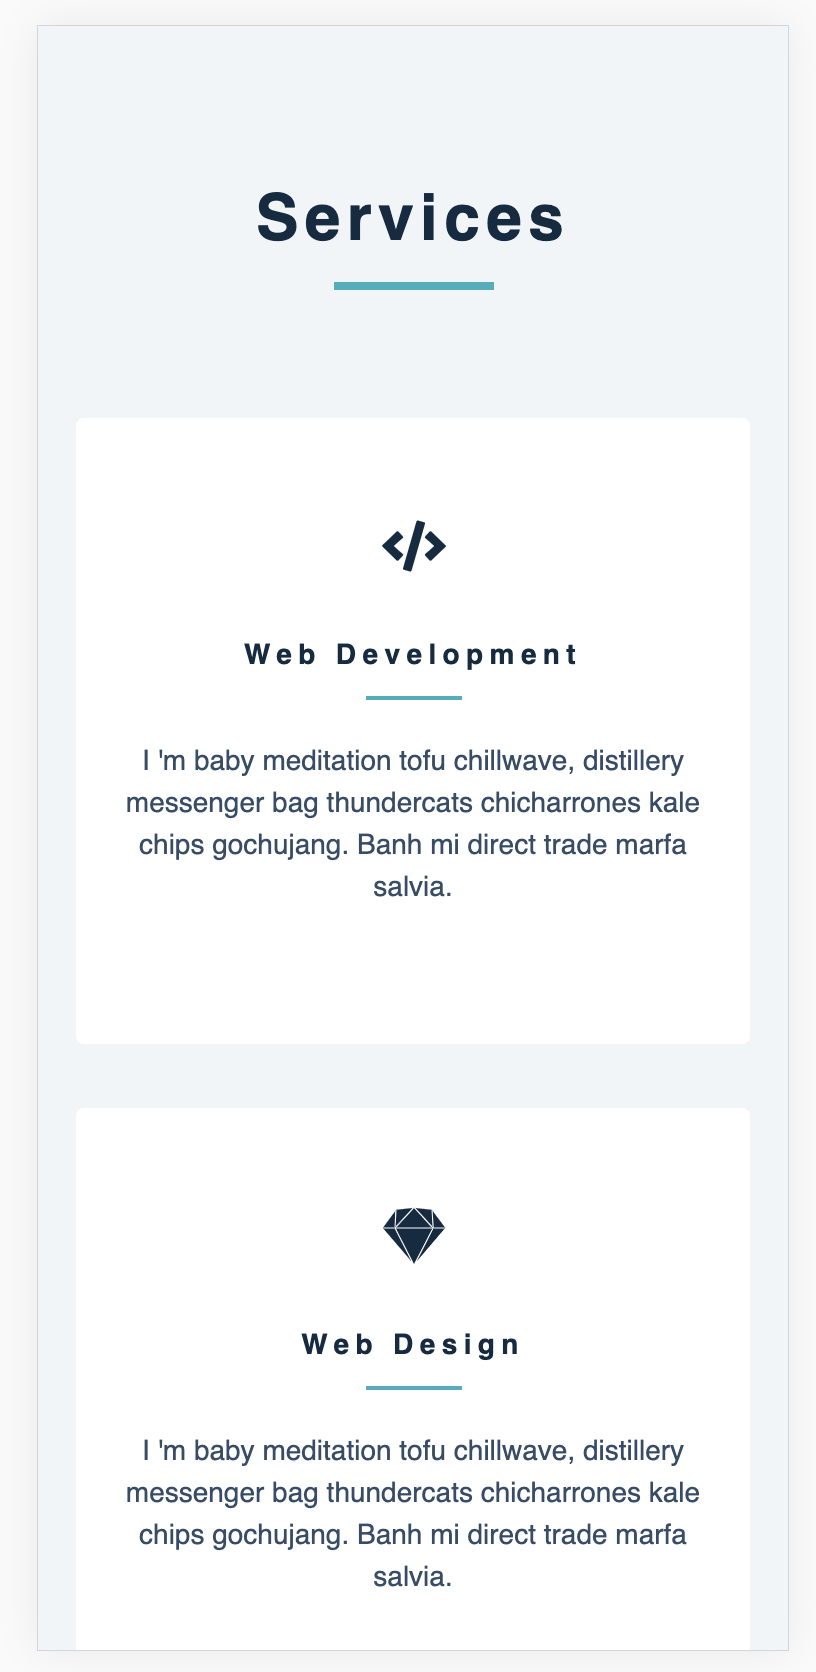 Services
Web Development
I 'm baby meditation tofu chillwave, distillery
messenger bag thundercats chicharrones kale
chips gochujang. Banh mi direct trade marfa
salvia.
Web Design
I 'm baby meditation tofu chillwave, distillery
messenger bag thundercats chicharrones kale
chips gochujang. Banh mi direct trade marfa
salvia.